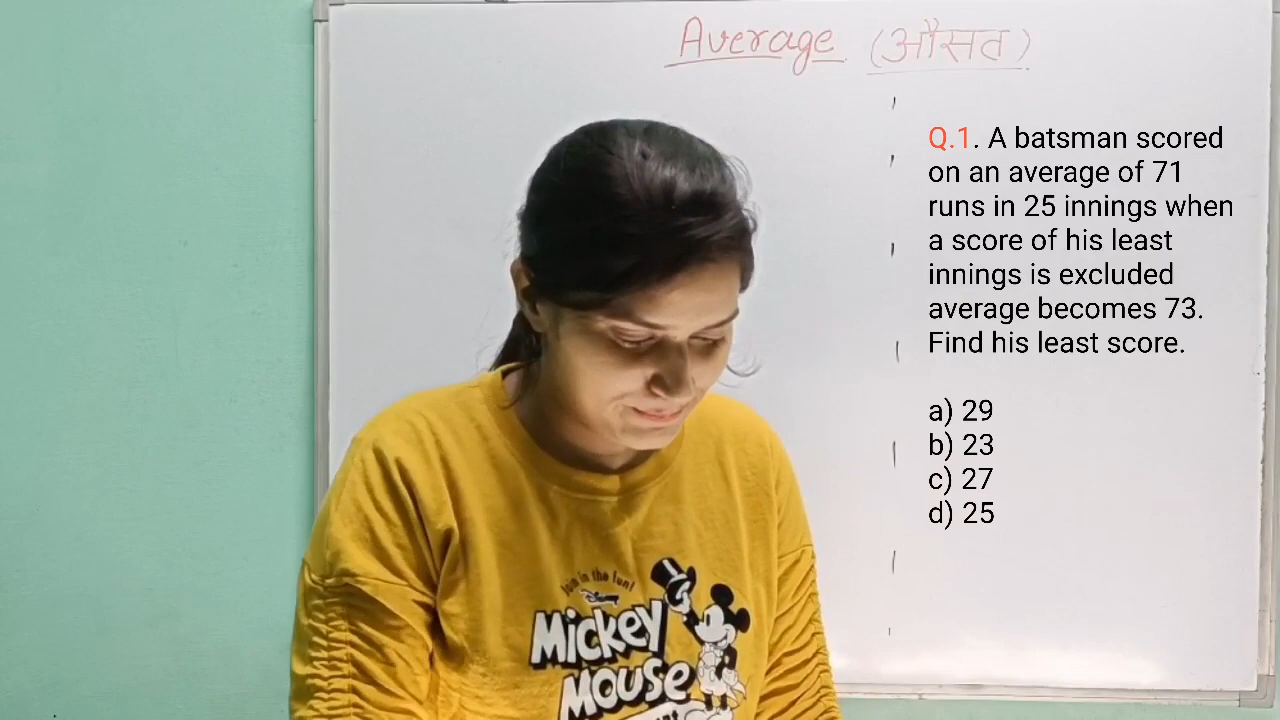 Average (औसत)
Q.1. A batsman scored
on an average of 71
runs in 25 innings when
a score of his least
innings is excluded
average becomes 73.
Find his least score.
a) 29
b) 23
c) 27
d) 25
Join in the fun!
Disney
Mickey
Mouse